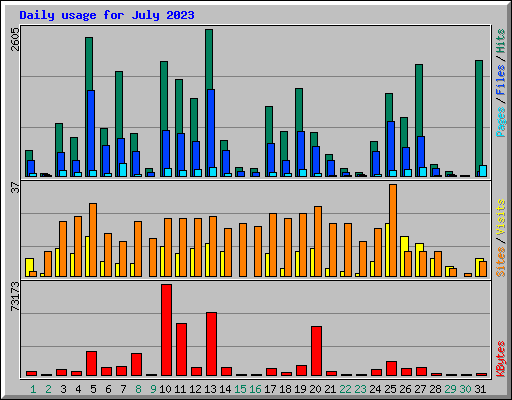 Daily usage for July 2023
2605
Pages / Files / Hits
37
Sites / Visits
73173
KBytes
1 2 3 4 5 6 7 8 9 10 11 12 13 14 15 16 17 18 19 20 21 22 23 24 25 26 27 28 29 30 31